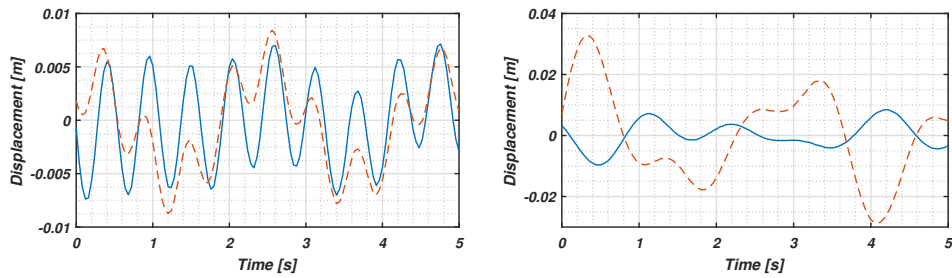 0.01
0.005
0
-0.005
-0.01
Displacement [m]
0 1 2 3 4 5
Time [s]
0.04
0.02
0
-0.02
Displacement [m]
0 1 2 3 4 5
Time [s]